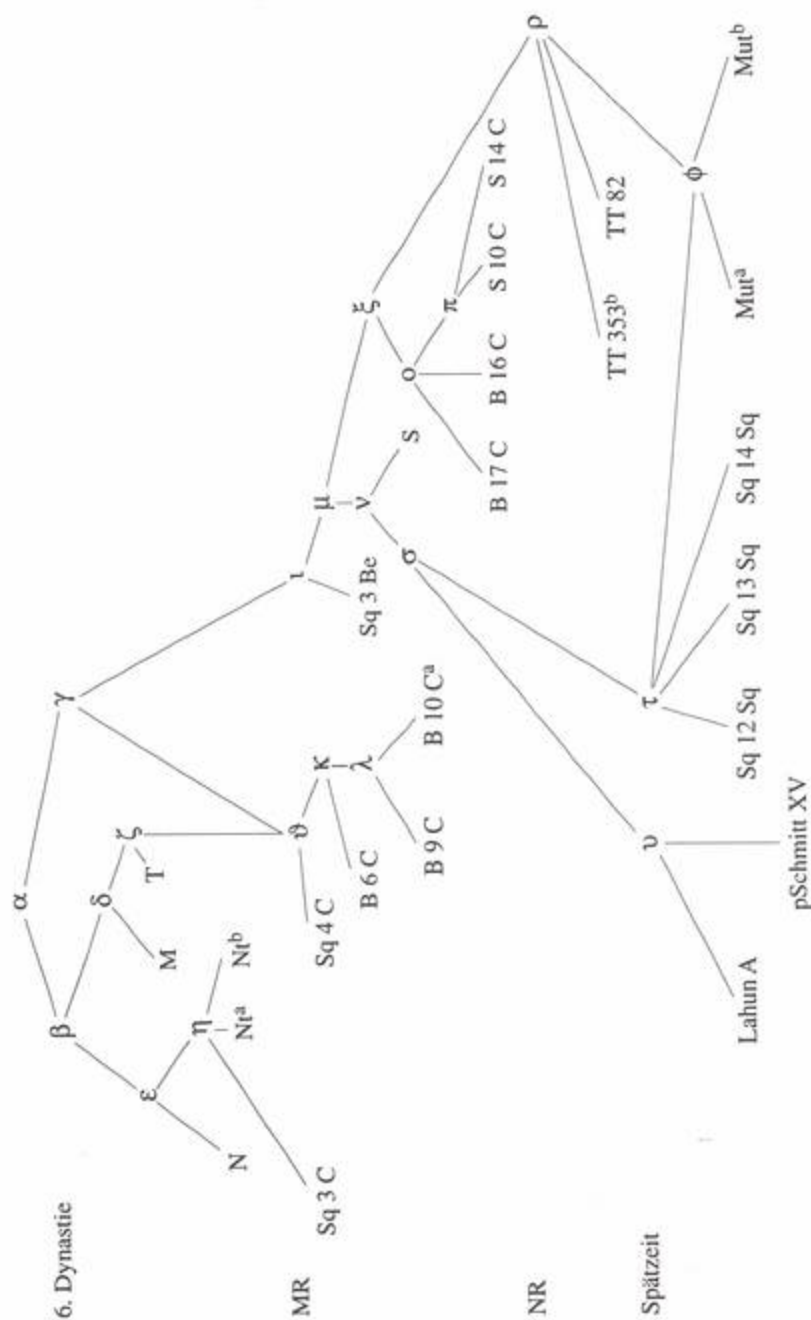 α
6. Dynastie β γ
δ
ζ
ε T
M
η
N Ntᵃ Ntᵇ
MR ϑ ι
Sq 3 C Sq 4 C κ μ
B 6 C λ Sq 3 Be ν ξ
σ S ο
B 9 C B 10 Cᵃ
π
B 17 C B 16 C S 10 C S 14 C
NR ρ
TT 353ᵇ TT 82
Spätzeit υ τ
ϕ
Lahun A Sq 12 Sq Sq 13 Sq Sq 14 Sq Mutᵃ Mutᵇ
pSchmitt XV